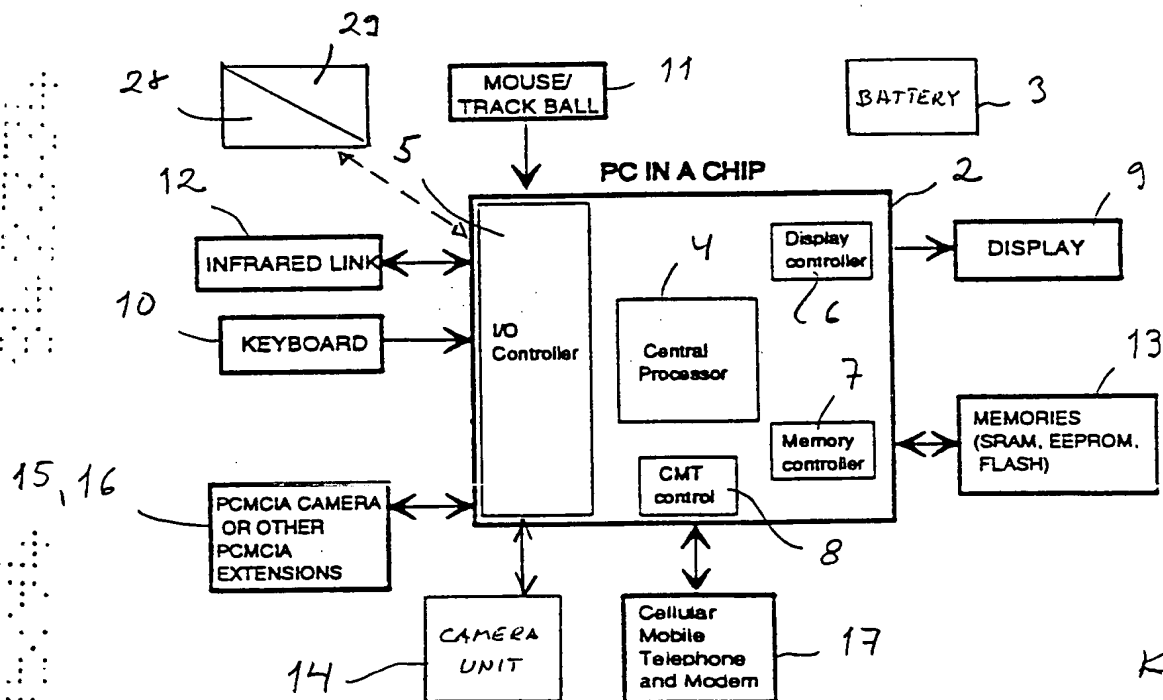 29
28
MOUSE/
TRACK BALL
11
BATTERY
3
5
PC IN A CHIP
2
9
12
INFRARED LINK
Display
controller
6
DISPLAY
4
10
KEYBOARD
I/O
Controller
Central
Processor
7
Memory
controller
13
MEMORIES
(SRAM, EEPROM,
FLASH)
15, 16
PCMCIA CAMERA
OR OTHER
PCMCIA
EXTENSIONS
CMT
control
8
CAMERA
UNIT
14
Cellular
Mobile
Telephone
and Modem
17
K